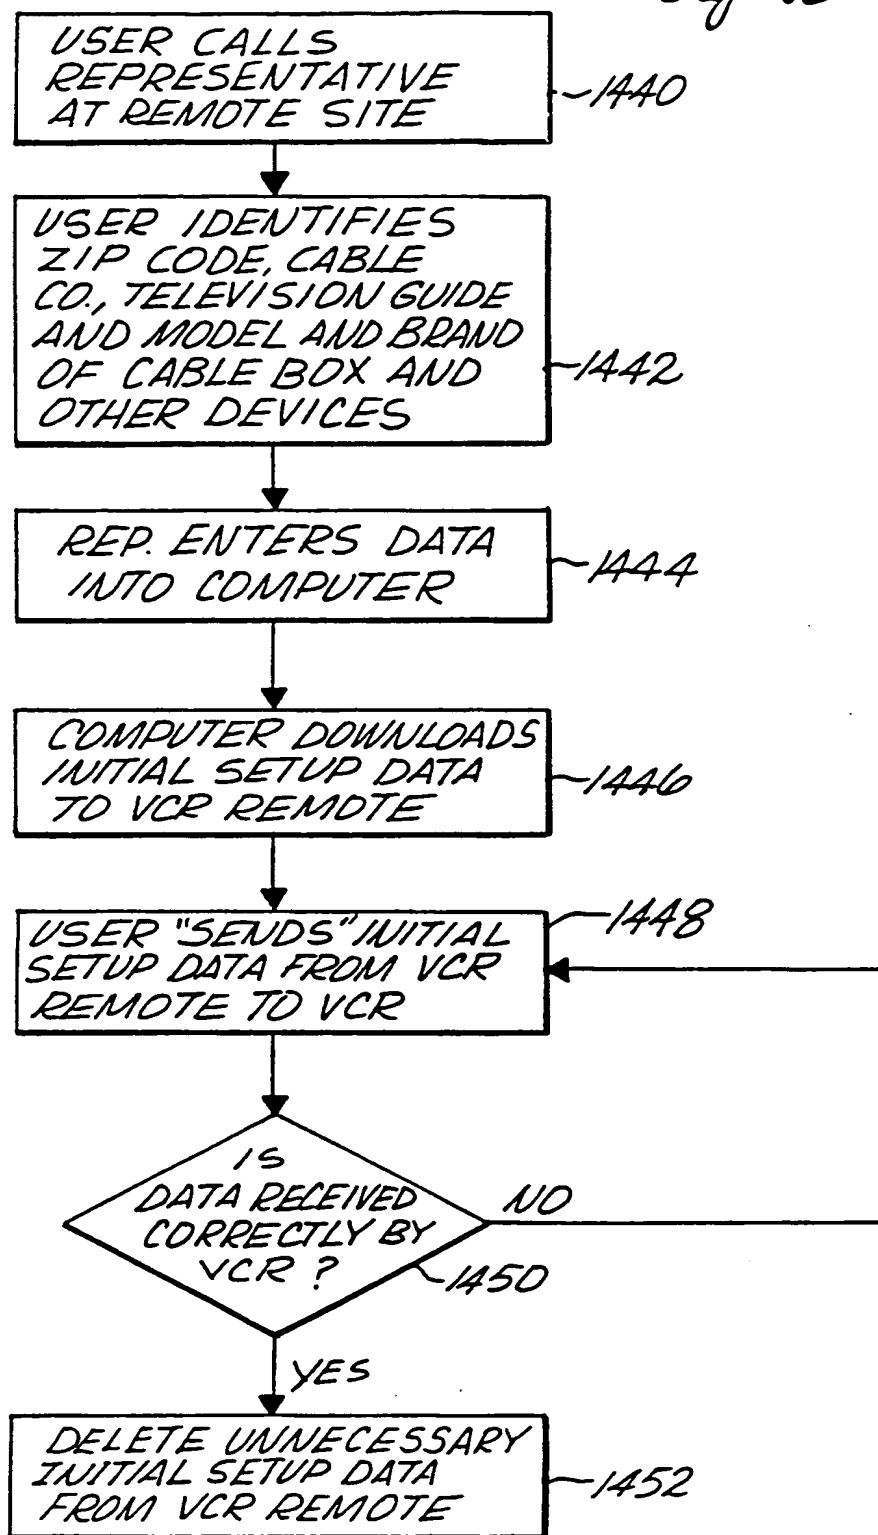 USER CALLS
REPRESENTATIVE
AT REMOTE SITE
1440
USER IDENTIFIES
ZIP CODE, CABLE
CO., TELEVISION GUIDE
AND MODEL AND BRAND
OF CABLE BOX AND
OTHER DEVICES
1442
REP. ENTERS DATA
INTO COMPUTER
1444
COMPUTER DOWNLOADS
INITIAL SETUP DATA
TO VCR REMOTE
1446
USER "SENDS" INITIAL
SETUP DATA FROM VCR
REMOTE TO VCR
1448
IS
DATA RECEIVED
CORRECTLY BY
VCR ?
NO
1450
YES
DELETE UNNECESSARY
INITIAL SETUP DATA
FROM VCR REMOTE
1452